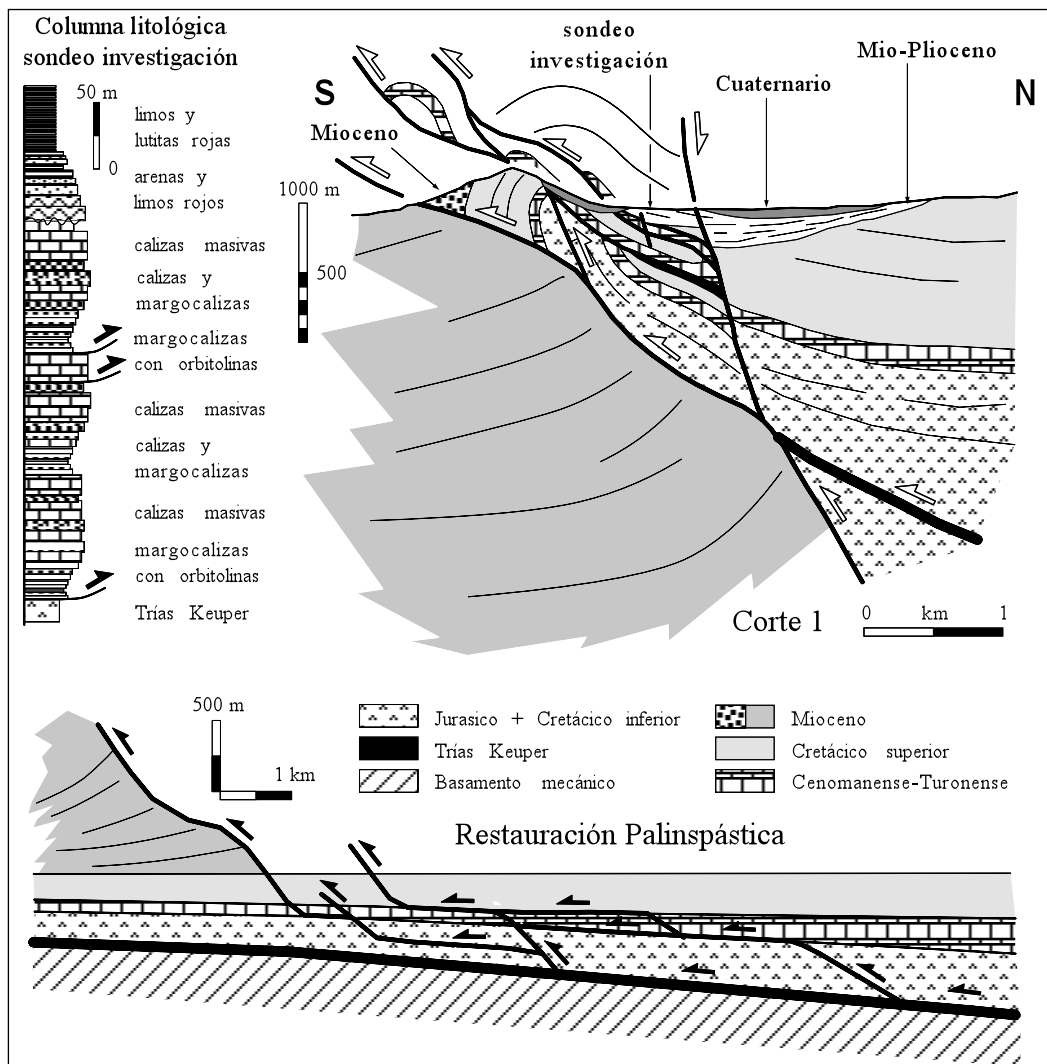 Columna litológica
sondeo investigación
50 m
0
limos y
lutitas rojas
arenas y
limos rojos
calizas masivas
calizas y
margocalizas
margocalizas
con orbitolinas
calizas masivas
calizas y
margocalizas
calizas masivas
margocalizas
con orbitolinas
Trías Keuper
S
sondeo
investigación
Mio-Plioceno
Cuaternario
N
Mioceno
1000 m
500
Corte 1
0 km 1
500 m
1 km
Jurasico + Cretácico inferior
Trías Keuper
Basamento mecánico
Mioceno
Cretácico superior
Cenomanense-Turonense
Restauración Palinspástica